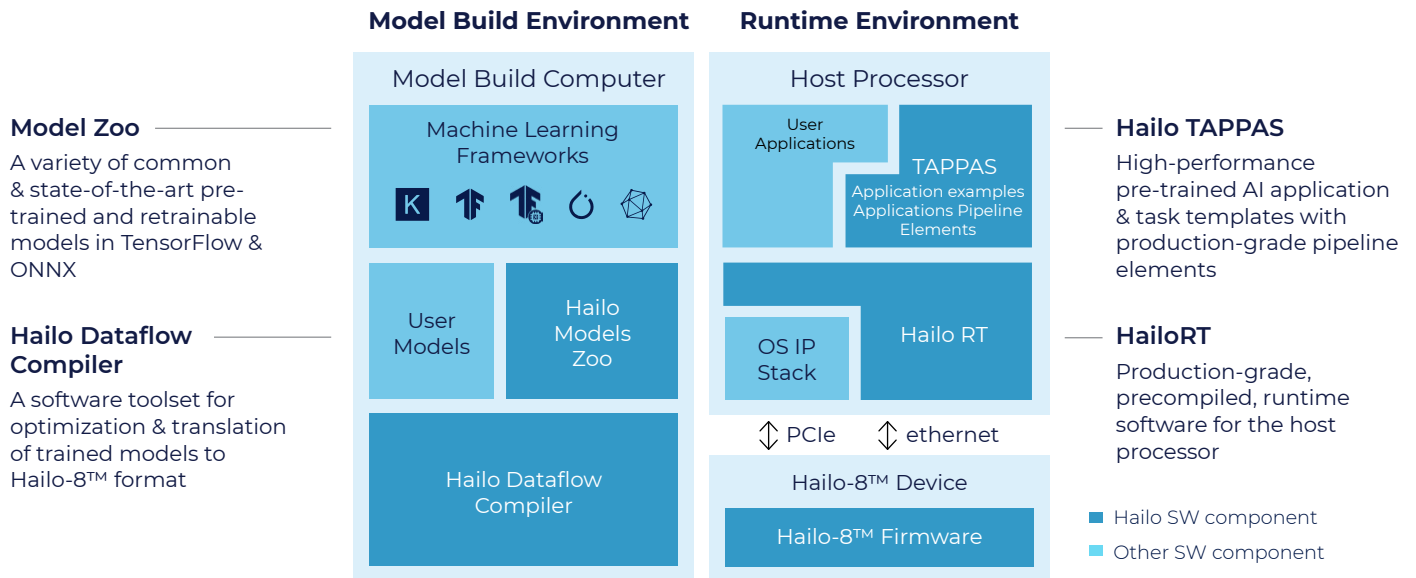 Model Build Environment
Runtime Environment
Model Zoo
A variety of common
& state-of-the-art pre-
trained and retrainable
models in TensorFlow &
ONNX
Hailo Dataflow
Compiler
A software toolset for
optimization & translation
of trained models to
Hailo-8™ format
Model Build Computer
Machine Learning
Frameworks
K
User
Models
Hailo
Models
Zoo
Hailo Dataflow
Compiler
Host Processor
User
Applications
TAPPAS
Application examples
Applications Pipeline
Elements
Hailo RT
OS IP
Stack
PCIe
ethernet
Hailo-8™ Device
Hailo-8™ Firmware
Hailo TAPPAS
High-performance
pre-trained AI application
& task templates with
production-grade pipeline
elements
HailoRT
Production-grade,
precompiled, runtime
software for the host
processor
Hailo SW component
Other SW component